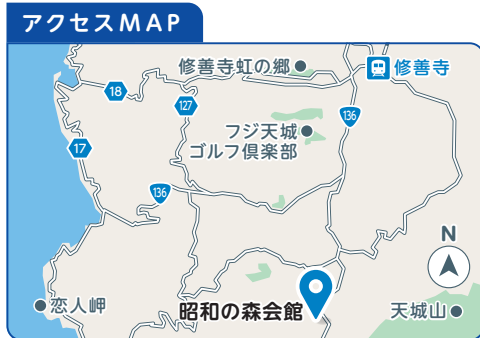 アクセスMAP
修善寺虹の郷
修善寺
18
127
136
フジ天城
ゴルフ倶楽部
17
136
N
恋人岬
昭和の森会館
天城山